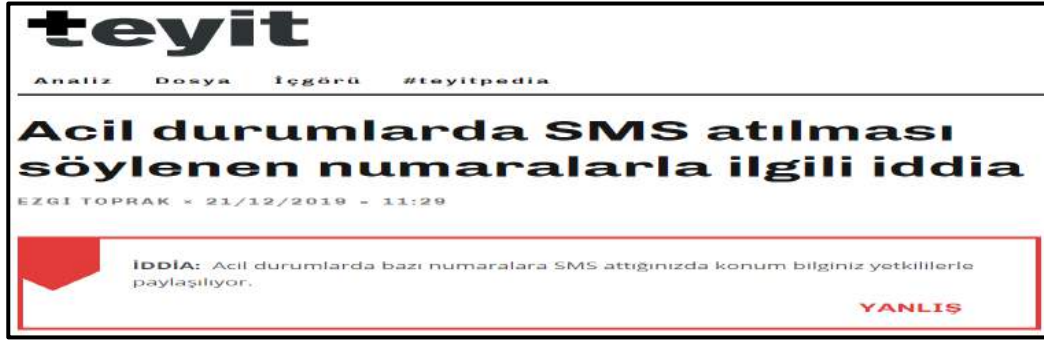 teyit
Analiz Dosya İçgörü #teyitpedia
Acil durumlarda SMS atılması
söylenen numaralarla ilgili iddia
EZGİ TOPRAK × 21/12/2019 - 11:29
İDDİA: Acil durumlarda bazı numaralara SMS attığınızda konum bilginiz yetkililerle
paylaşılıyor.
YANLIŞ